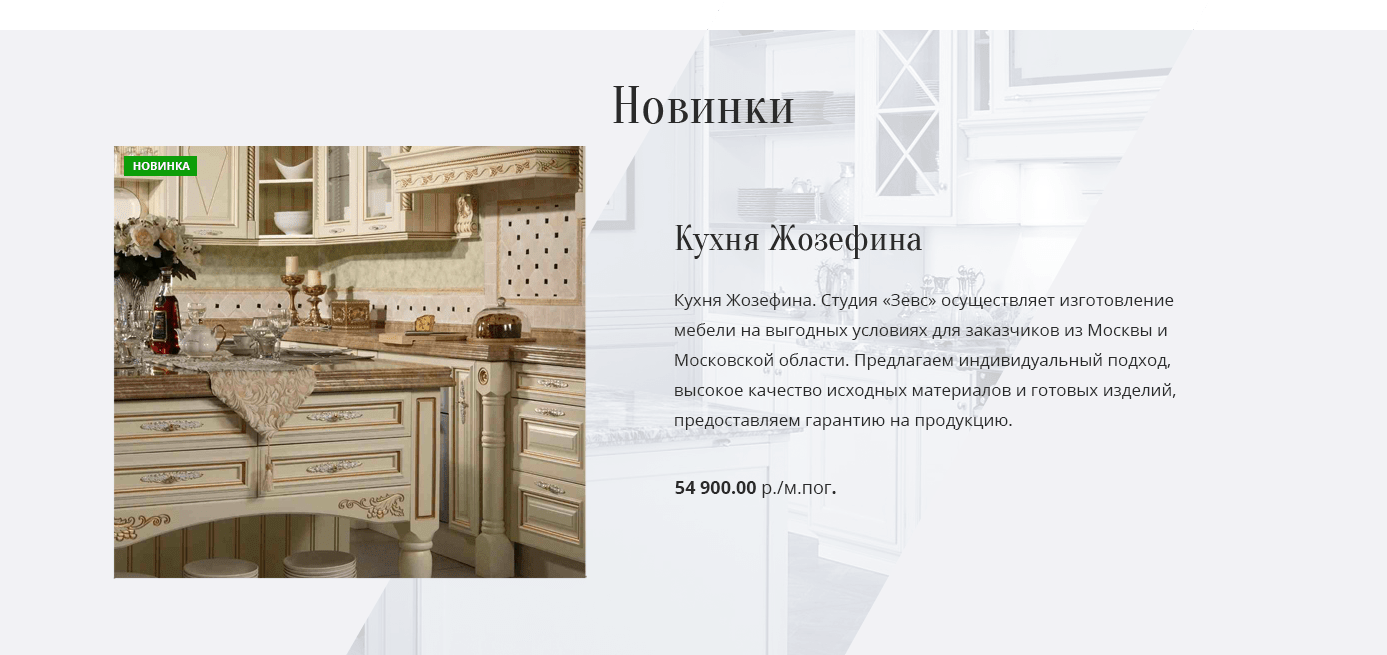 Новинки
НОВИНКА
Кухня Жозефина
Кухня Жозефина. Студия «Зевс» осуществляет изготовление
мебели на выгодных условиях для заказчиков из Москвы и
Московской области. Предлагаем индивидуальный подход,
высокое качество исходных материалов и готовых изделий,
предоставляем гарантию на продукцию.
54 900.00 р./м.пог.